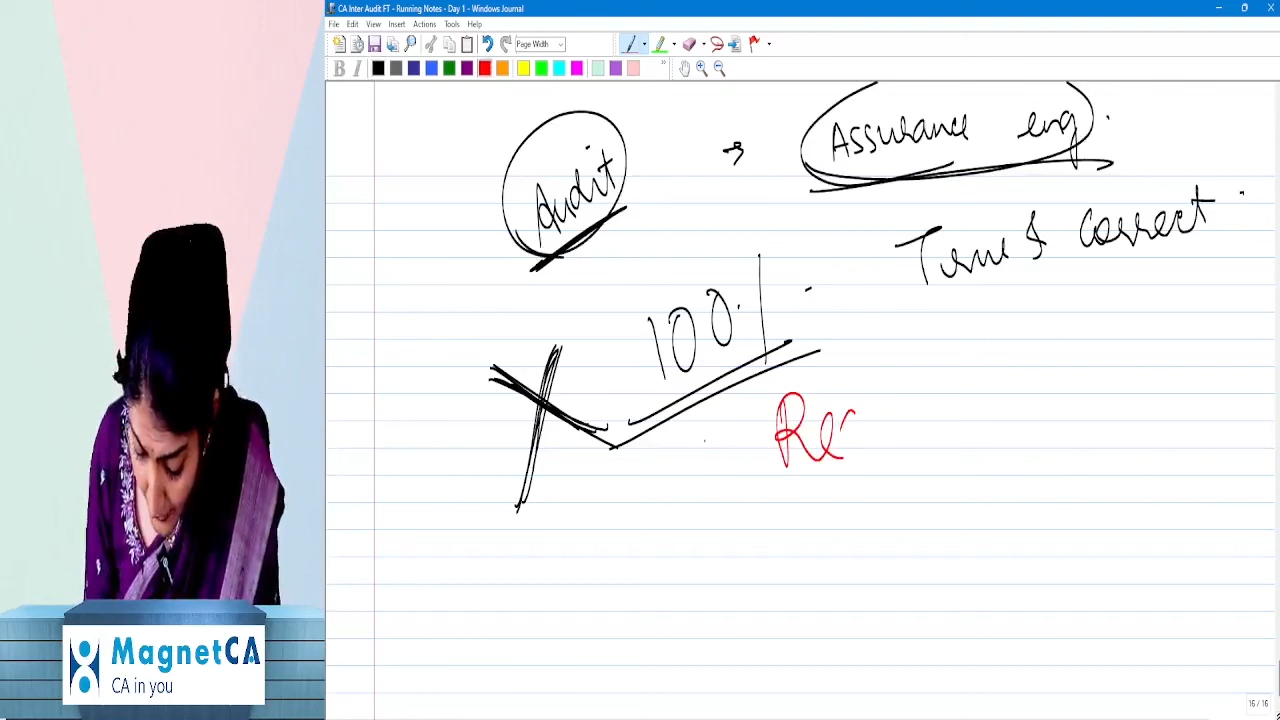 CA Inter Audit FT - Running Notes - Day 1 - Windows Journal
File Edit View Insert Actions Tools Help
Page Width
B I
Audit → Assurance eng.
True & Correct.
100%.
Re
MagnetCA
CA in you
16 / 16